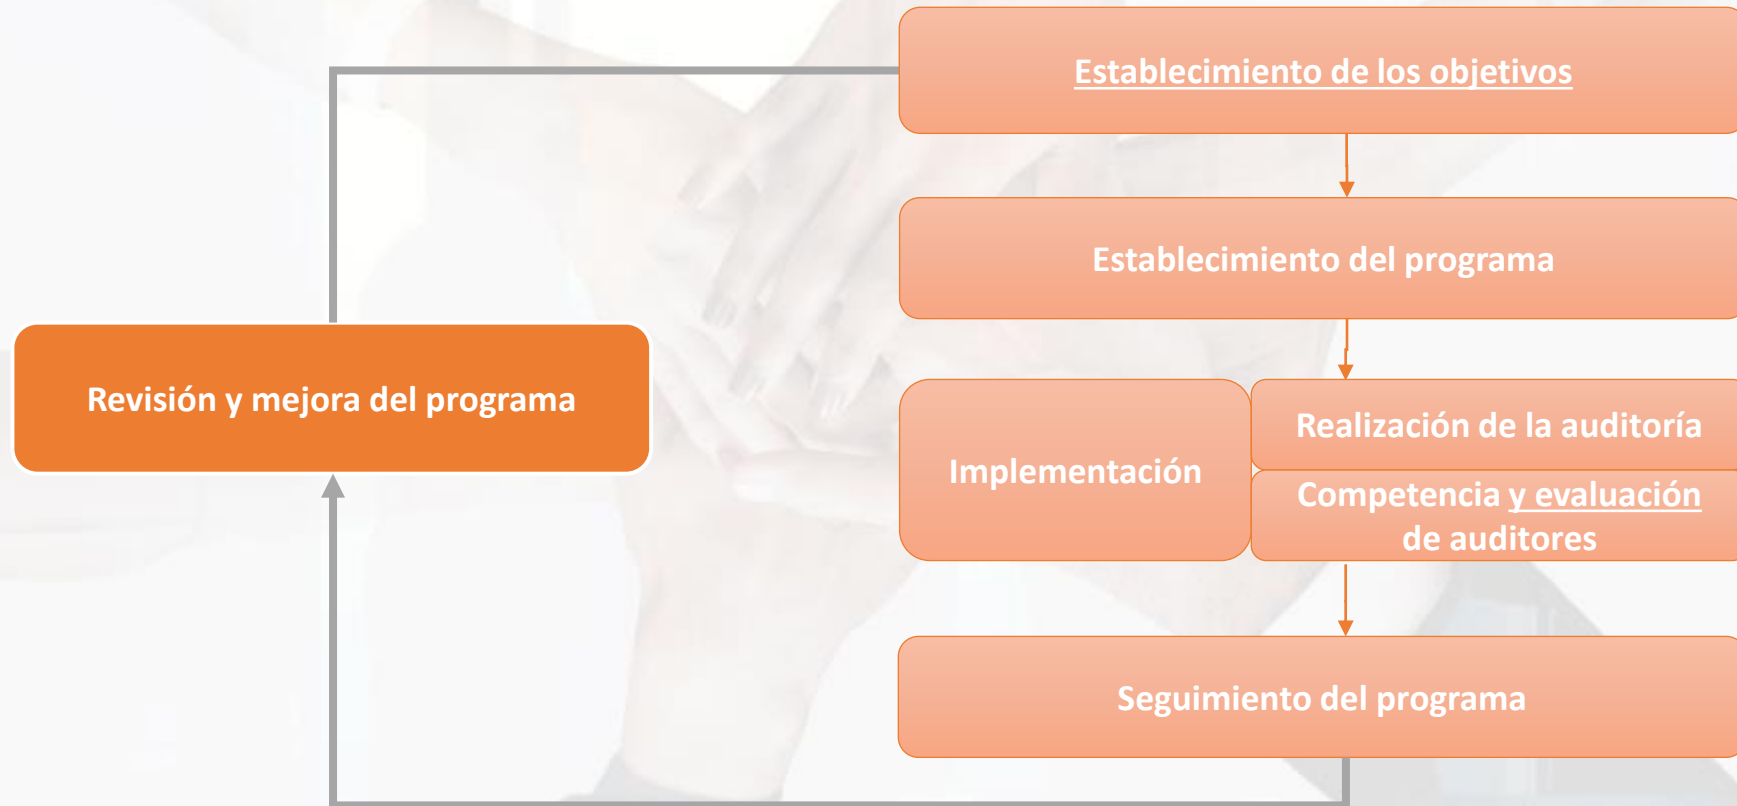 Establecimiento de los objetivos
Establecimiento del programa
Revisión y mejora del programa
Implementación
Realización de la auditoría
Competencia y evaluación
de auditores
Seguimiento del programa